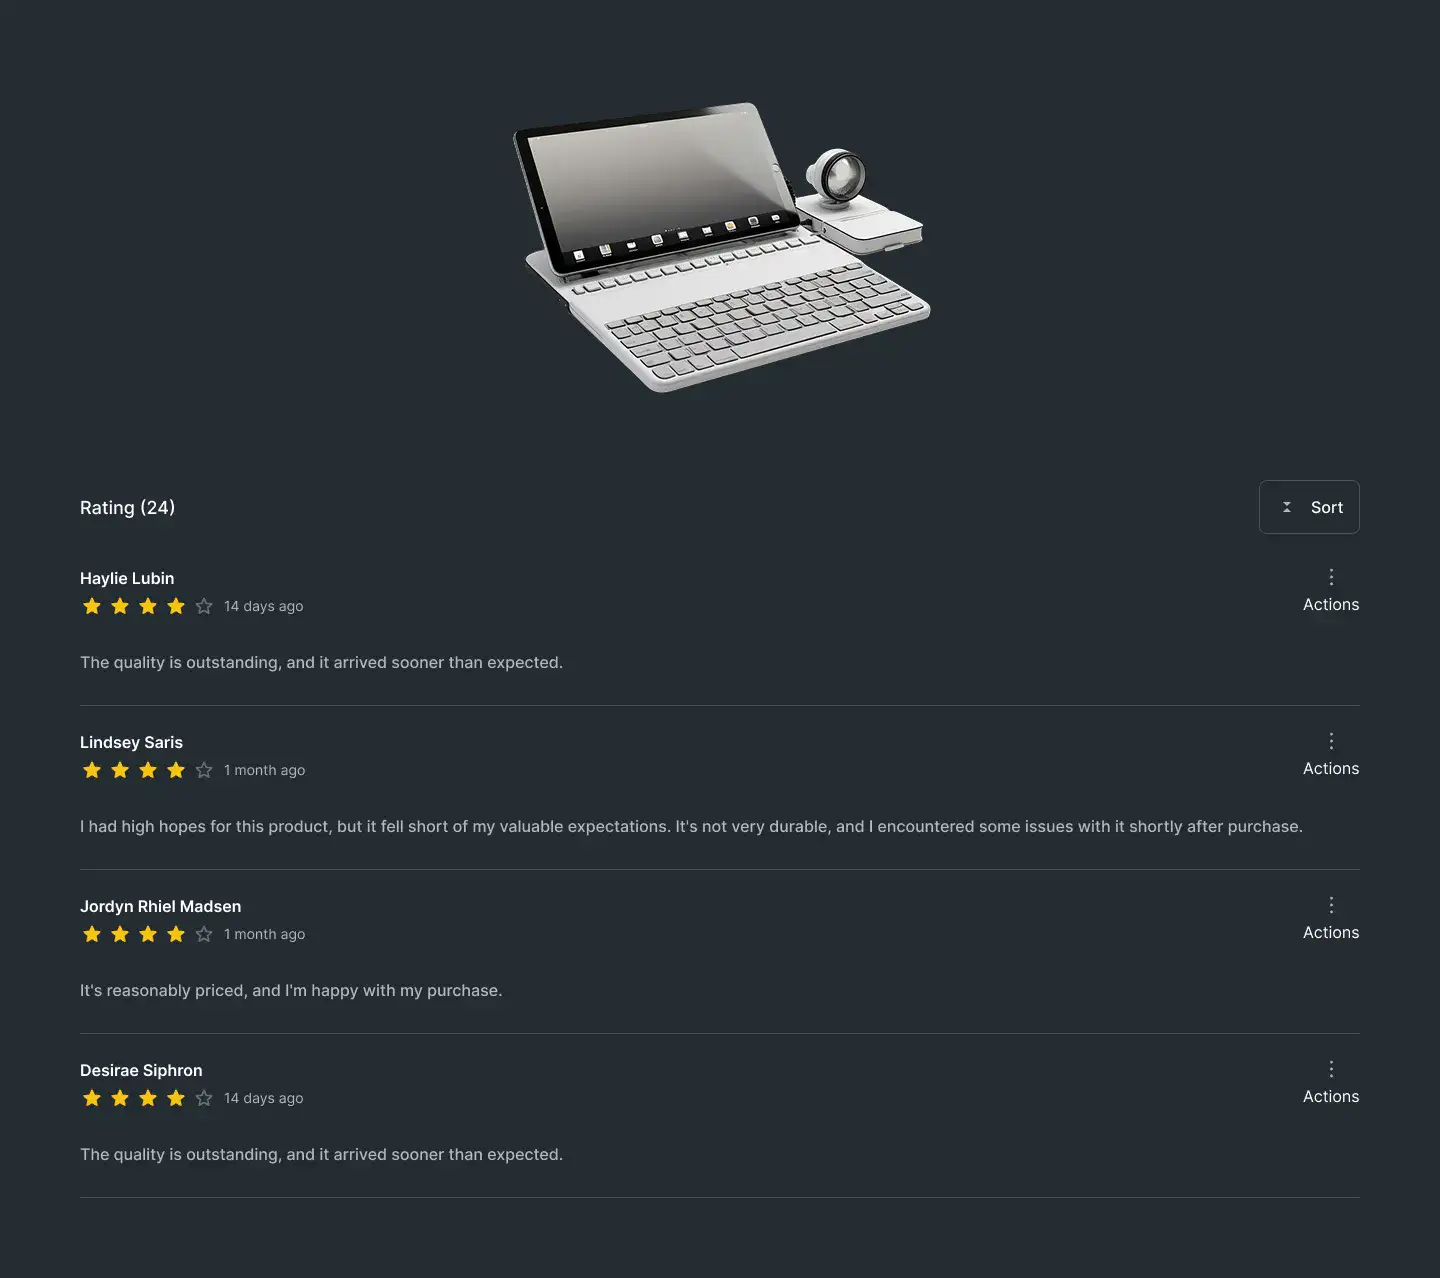 Rating (24)
Sort
Haylie Lubin
14 days ago
Actions
The quality is outstanding, and it arrived sooner than expected.
Lindsey Saris
1 month ago
Actions
I had high hopes for this product, but it fell short of my valuable expectations. It's not very durable, and I encountered some issues with it shortly after purchase.
Jordyn Rhiel Madsen
1 month ago
Actions
It's reasonably priced, and I'm happy with my purchase.
Desirae Siphron
14 days ago
Actions
The quality is outstanding, and it arrived sooner than expected.